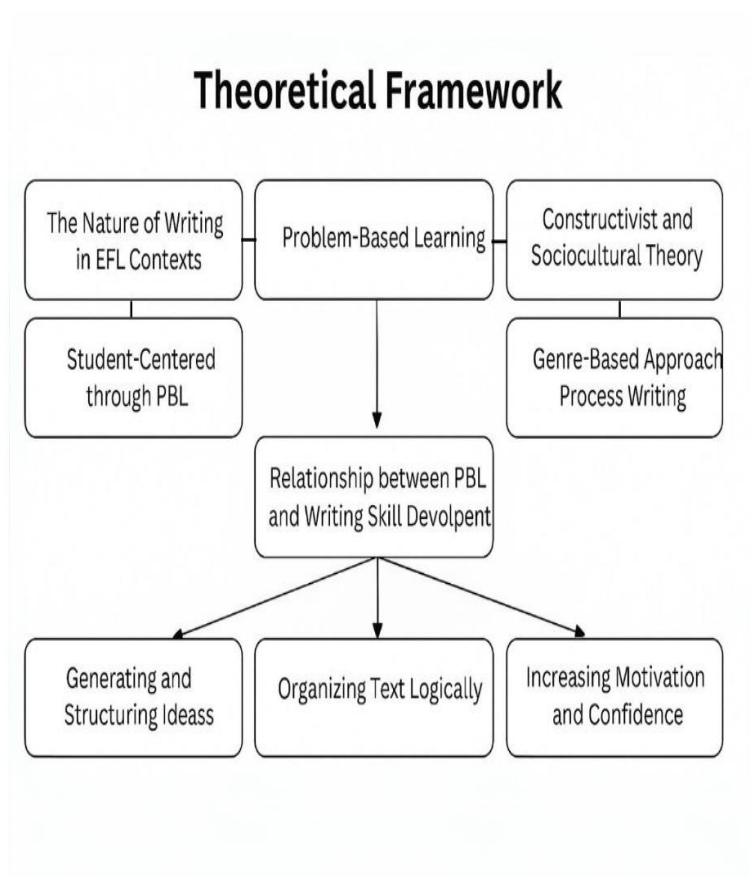 Theoretical Framework
The Nature of Writing
in EFL Contexts
Problem-Based Learning
Constructivist and
Sociocultural Theory
Student-Centered
through PBL
Genre-Based Approach
Process Writing
Relationship between PBL
and Writing Skill Devolpent
Generating and
Structuring Ideass
Organizing Text Logically
Increasing Motivation
and Confidence